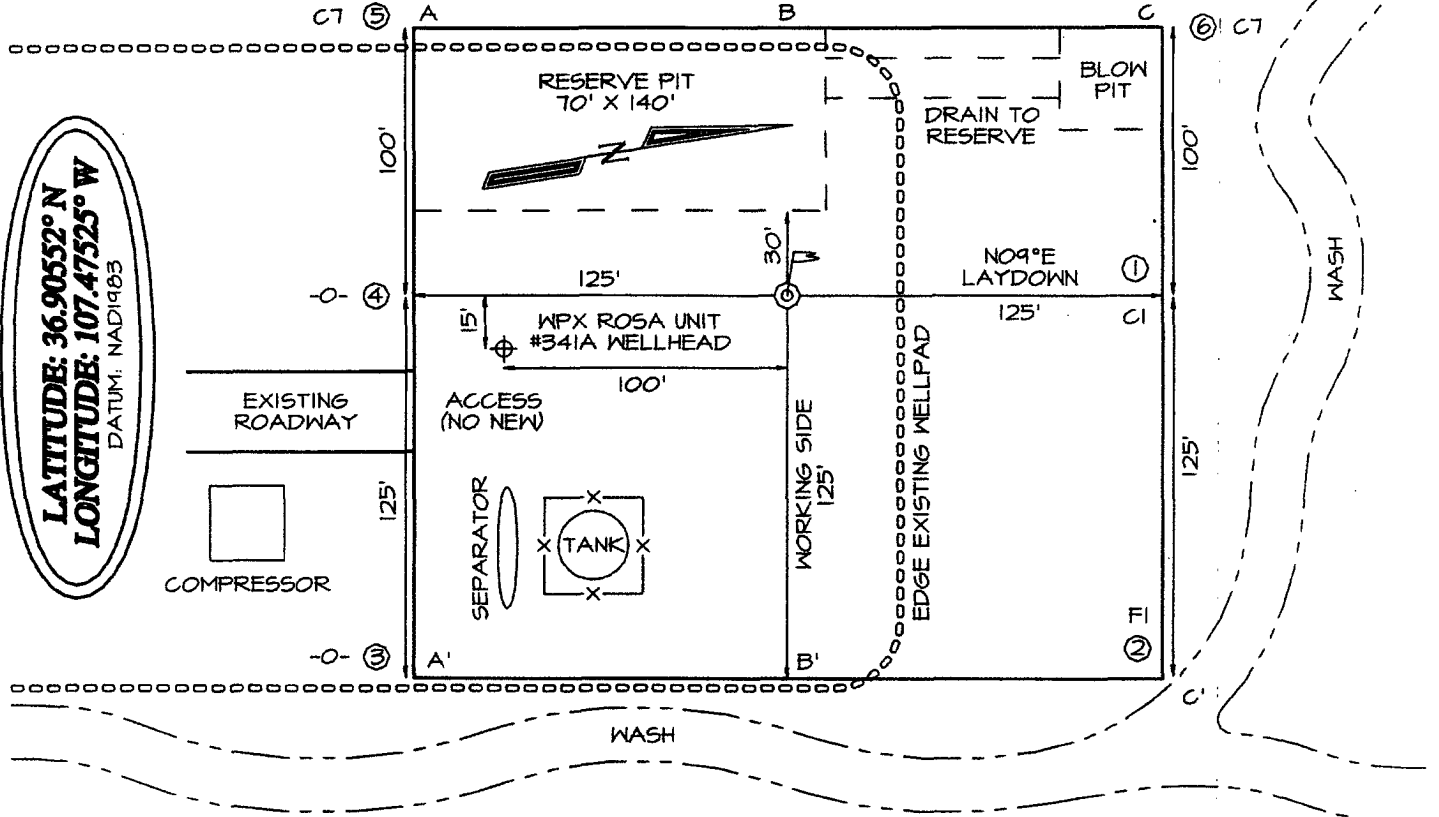 C7 ⑤ A B C ⑥ C7
RESERVE PIT
70' X 140'
BLOW
PIT
DRAIN TO
RESERVE
100'
100'
N
LATITUDE: 36.90552° N
LONGITUDE: 107.47525° W
DATUM: NAD1983
30'
N09°E
LAYDOWN
①
WASH
-0- ④
125'
125'
C1
15'
WPX ROSA UNIT
#341A WELLHEAD
100'
EXISTING
ROADWAY
ACCESS
(NO NEW)
125'
WORKING SIDE
125'
EDGE EXISTING WELLPAD
125'
SEPARATOR
X
X TANK X
X
COMPRESSOR
F1
②
-0- ③ A' B'
C'
WASH